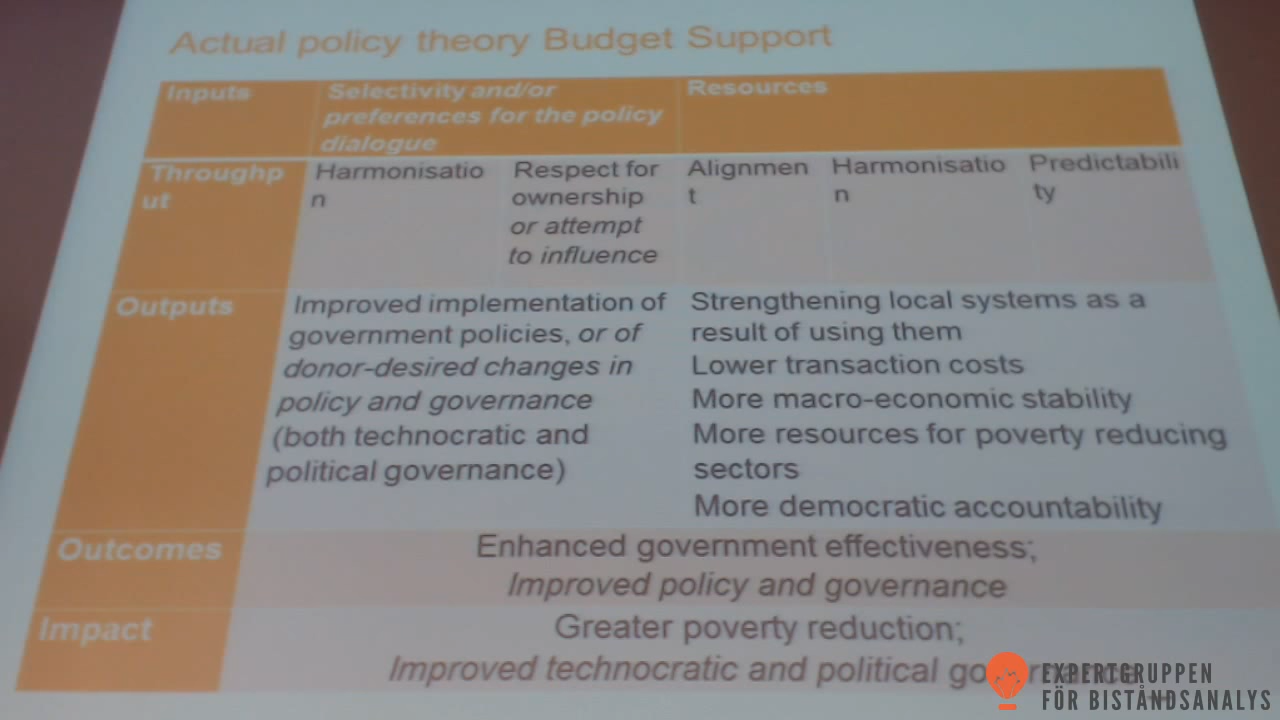 Actual policy theory Budget Support
Inputs
Selectivity and/or
preferences for the policy
dialogue
Resources
Throughp
ut
Harmonisatio
n
Respect for
ownership
or attempt
to influence
Alignmen
t
Harmonisatio
n
Predictabili
ty
Outputs
Improved implementation of
government policies, or of
donor-desired changes in
policy and governance
(both technocratic and
political governance)
Strengthening local systems as a
result of using them
Lower transaction costs
More macro-economic stability
More resources for poverty reducing
sectors
More democratic accountability
Outcomes
Enhanced government effectiveness;
Improved policy and governance
Impact
Greater poverty reduction;
Improved technocratic and political
EXPERTGRUPPEN
FÖR BISTÅNDSANALYS